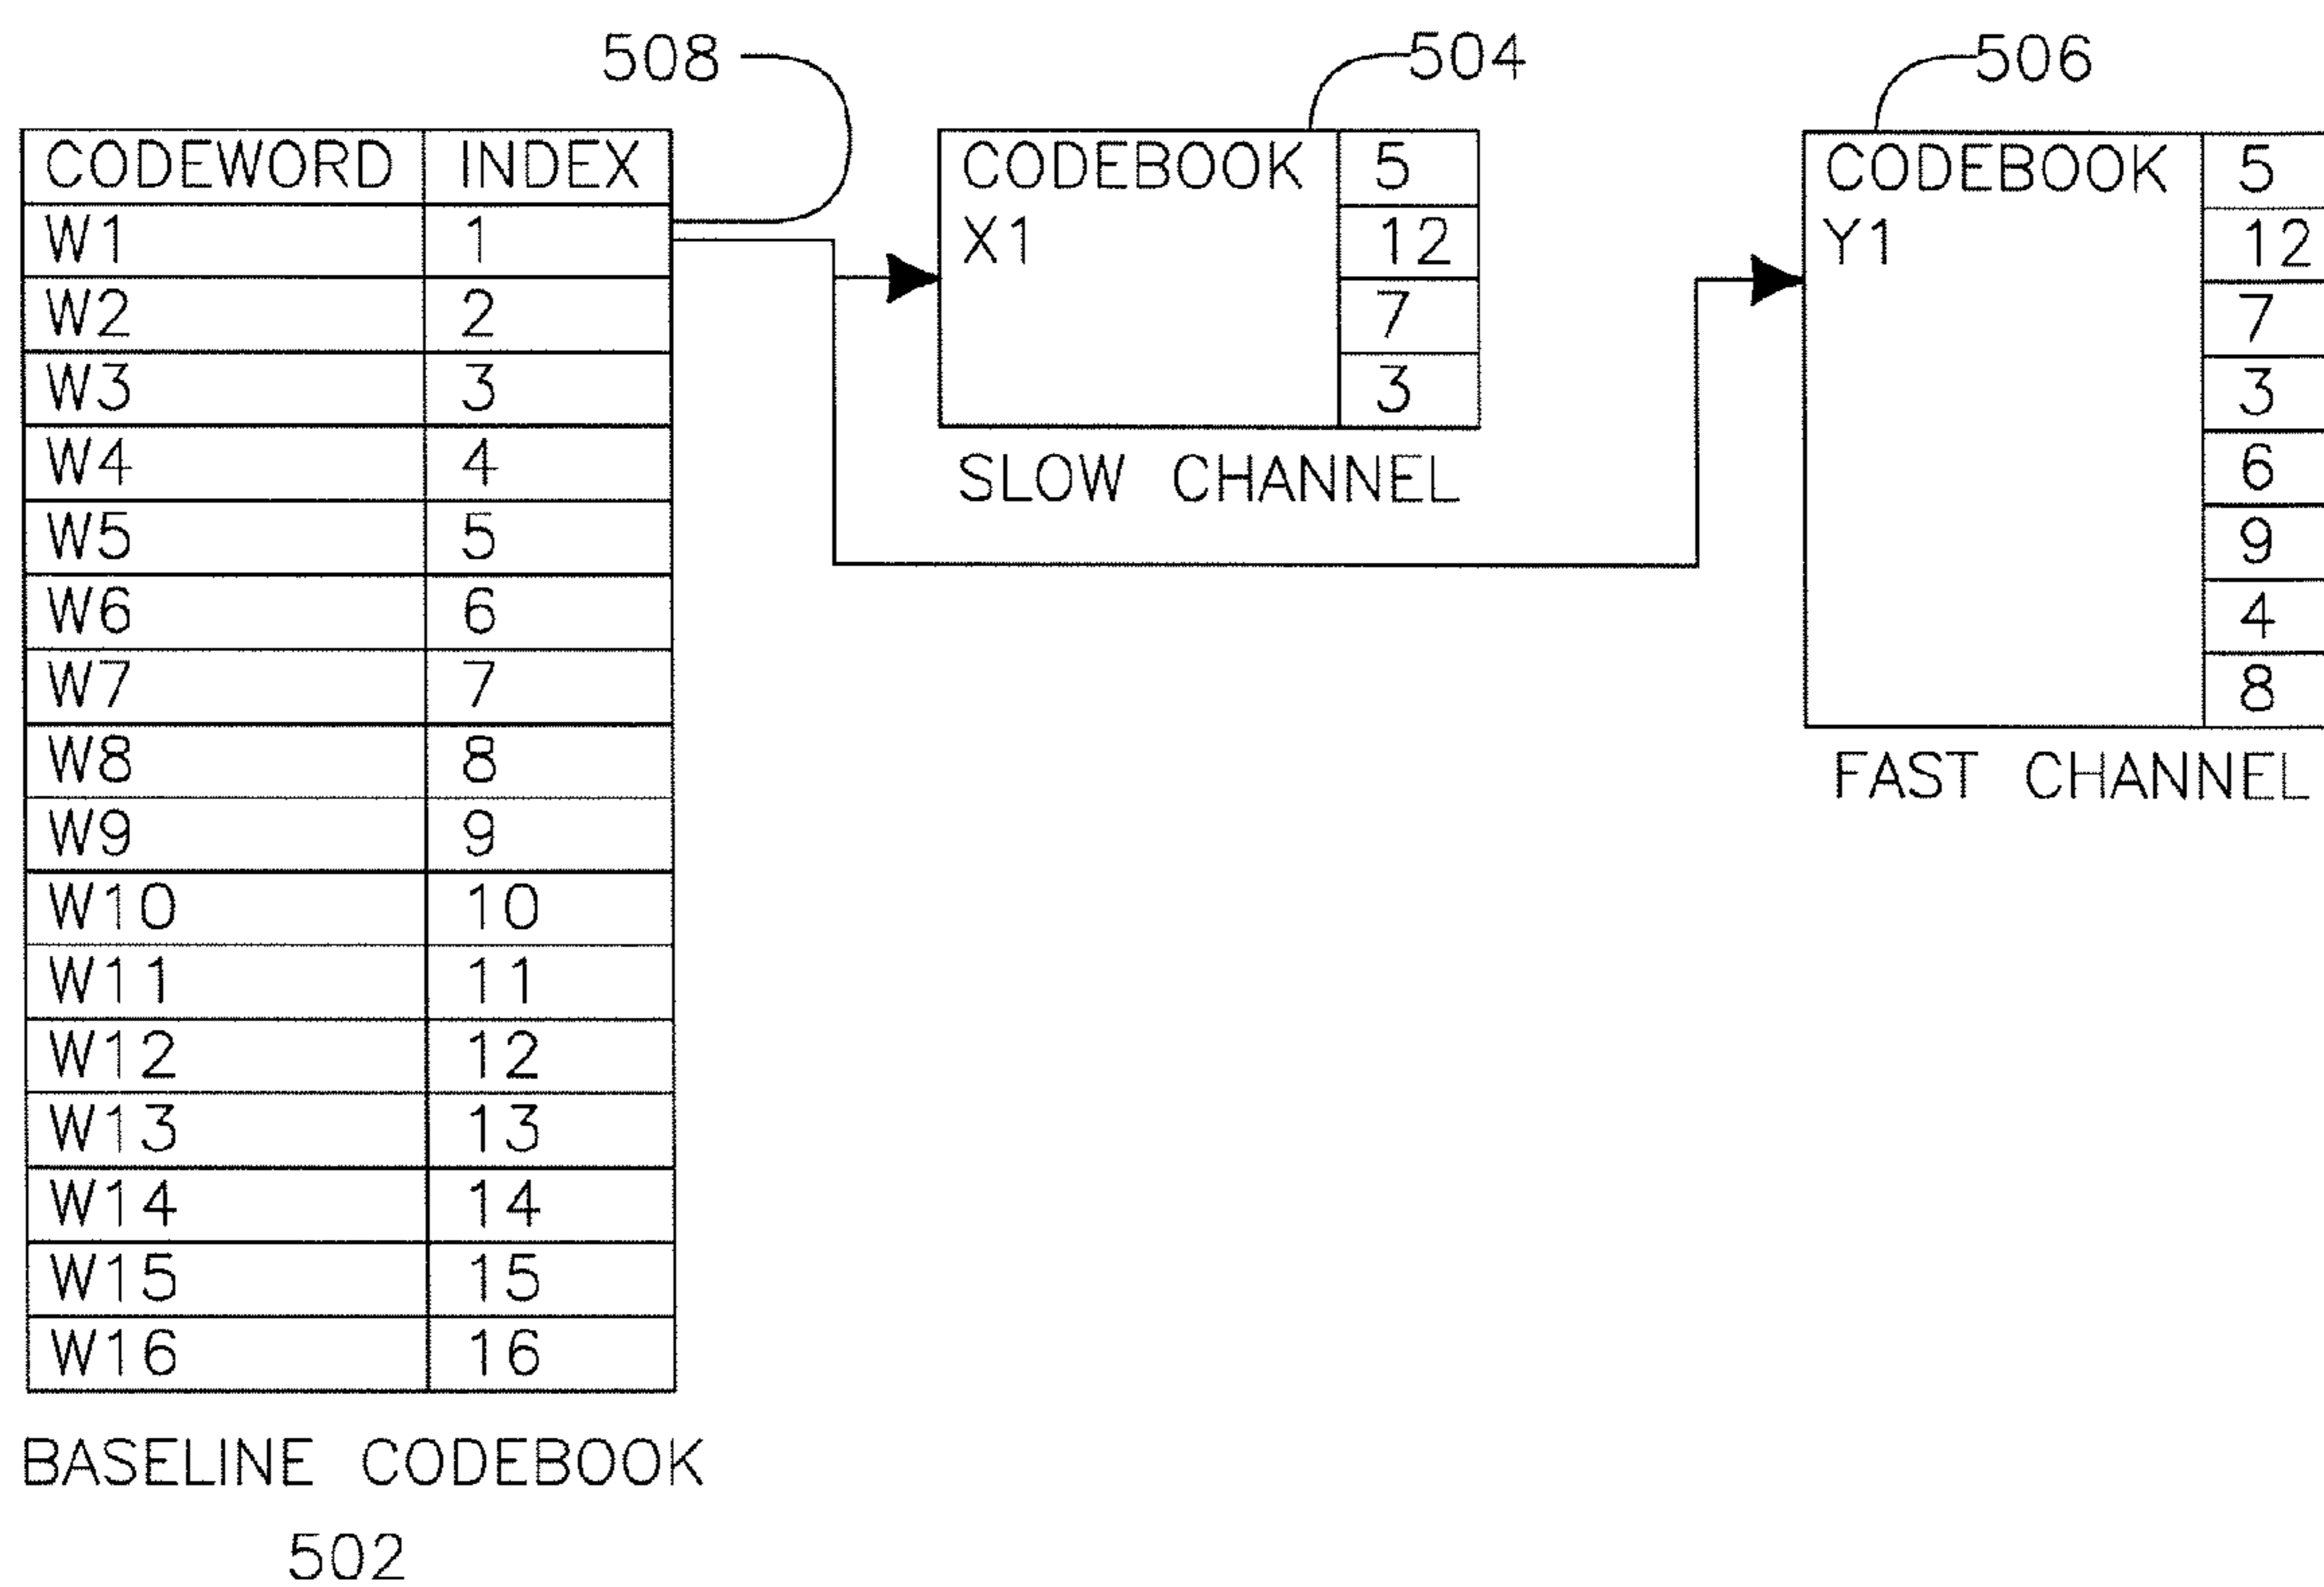 508
504
506
CODEWORD INDEX
W1 1
W2 2
W3 3
W4 4
W5 5
W6 6
W7 7
W8 8
W9 9
W10 10
W11 11
W12 12
W13 13
W14 14
W15 15
W16 16
BASELINE CODEBOOK
502
CODEBOOK 5
X1 12
7
3
SLOW CHANNEL
CODEBOOK 5
Y1 12
7
3
6
9
4
8
FAST CHANNEL